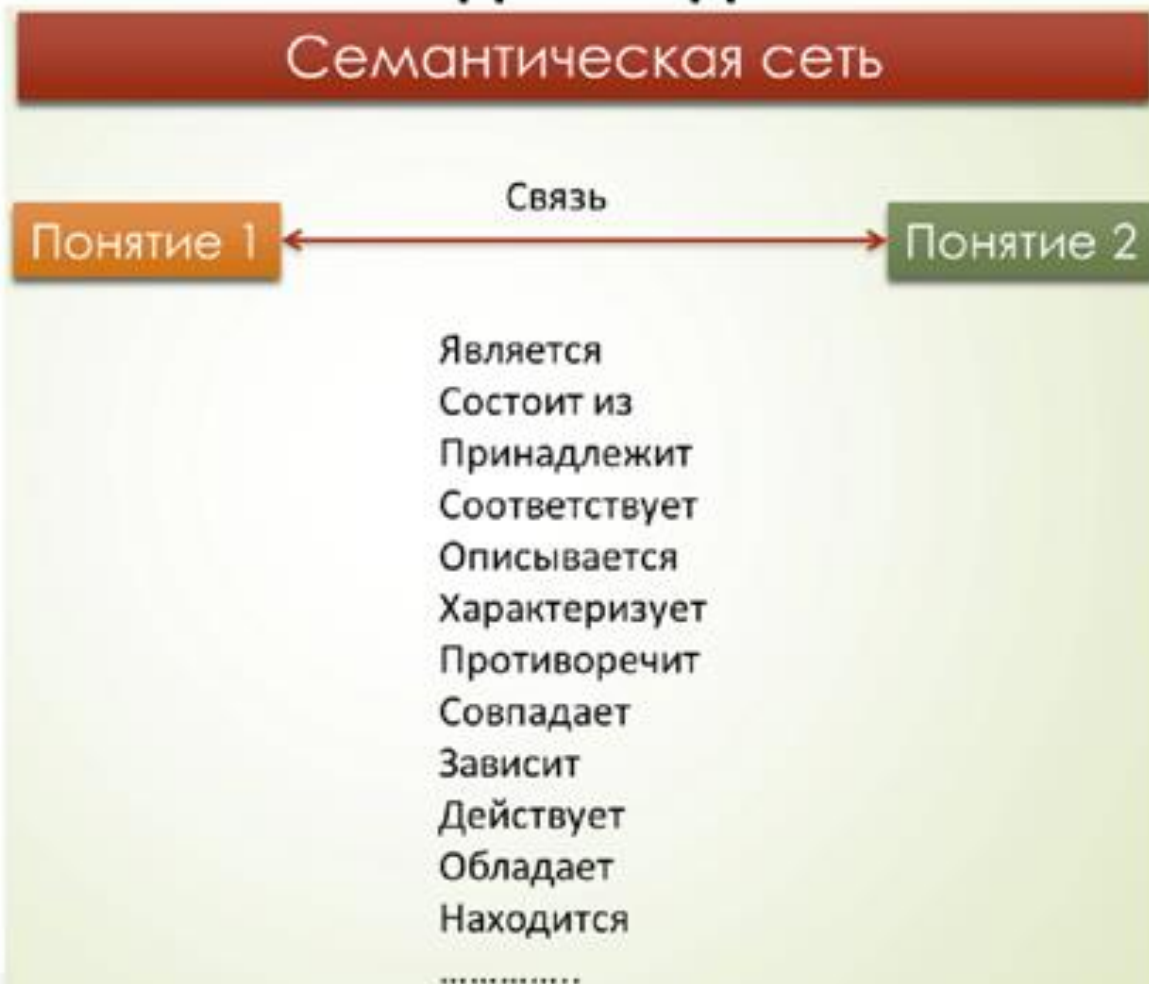 Семантическая сеть
Связь
Понятие 1
Понятие 2
Является
Состоит из
Принадлежит
Соответствует
Описывается
Характеризует
Противоречит
Совпадает
Зависит
Действует
Обладает
Находится
..............